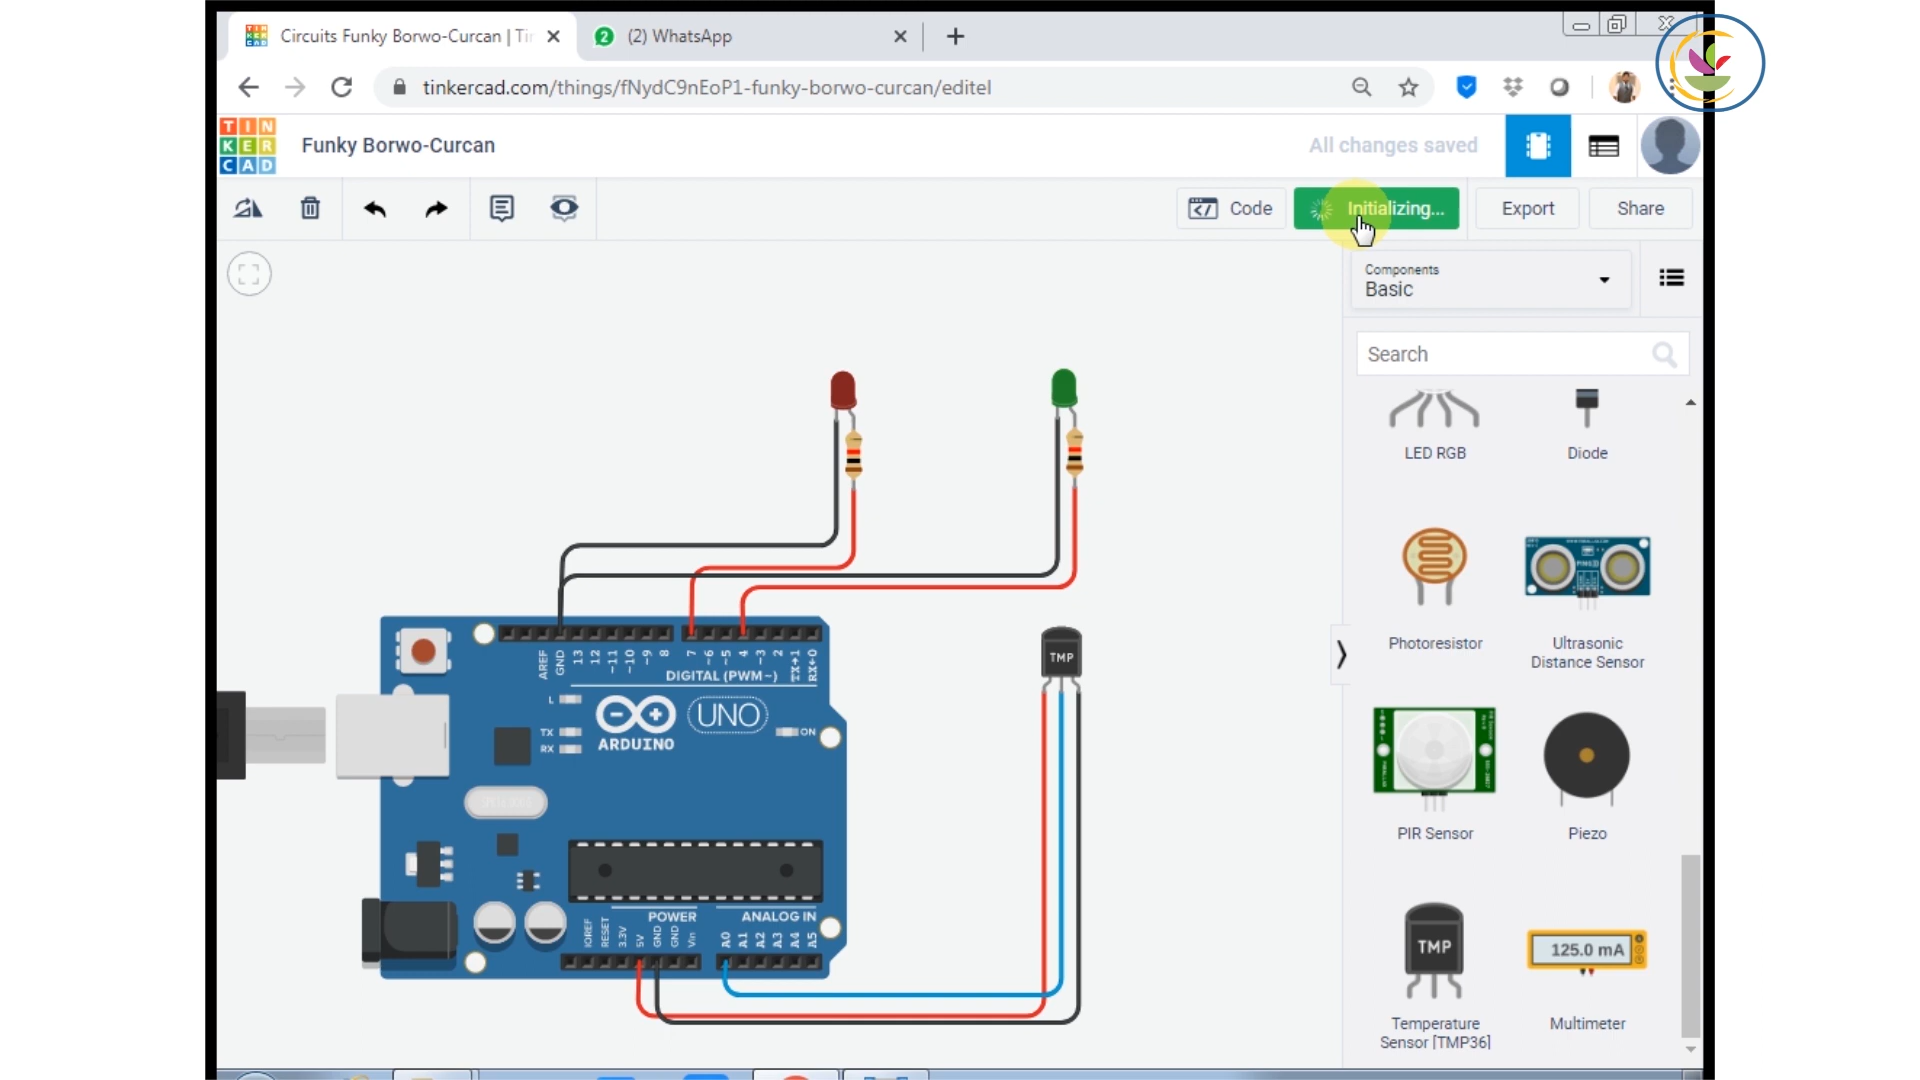 Circuits Funky Borwo-Curcan | Tin
2
(2) WhatsApp
tinkercad.com/things/fNydC9nEoP1-funky-borwo-curcan/editel
TIN
KER
CAD
Funky Borwo-Curcan
All changes saved
Code
Initializing...
Export
Share
Components
Basic
Search
LED RGB
Diode
Photoresistor
Ultrasonic
Distance Sensor
PIR Sensor
Piezo
TMP
125.0 mA
Temperature
Sensor [TMP36]
Multimeter
AREF
GND
13
12
~11
~10
~9
8
7
~6
~5
4
~3
2
TX→1
RX←0
DIGITAL (PWM~)
TMP
L
TX
RX
ARDUINO
UNO
ON
POWER
ANALOG IN
IOREF
RESET
3.3V
5V
GND
GND
Vin
A0
A1
A2
A3
A4
A5